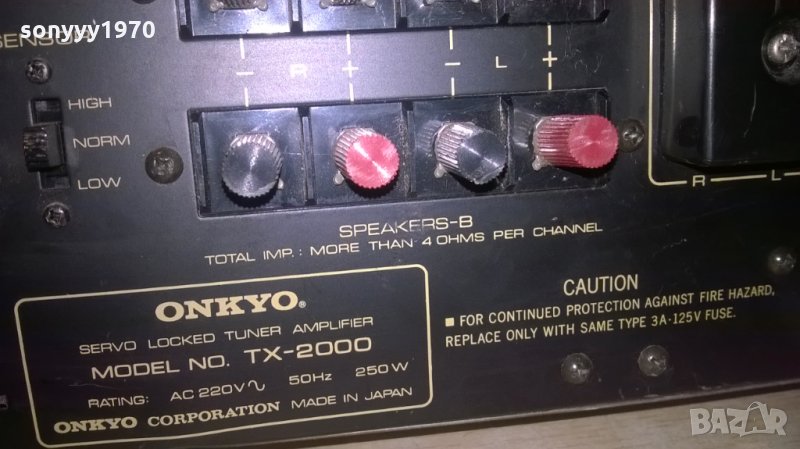 sonyyy1970
SENSOR
HIGH
NORM
LOW
− R + − L +
SPEAKERS-B
TOTAL IMP.: MORE THAN 4 OHMS PER CHANNEL
R L
ONKYO®
SERVO LOCKED TUNER AMPLIFIER
MODEL NO. TX-2000
RATING: AC 220V∿ 50Hz 250W
ONKYO CORPORATION MADE IN JAPAN
CAUTION
■ FOR CONTINUED PROTECTION AGAINST FIRE HAZARD,
REPLACE ONLY WITH SAME TYPE 3A·125V FUSE.
BAZAR